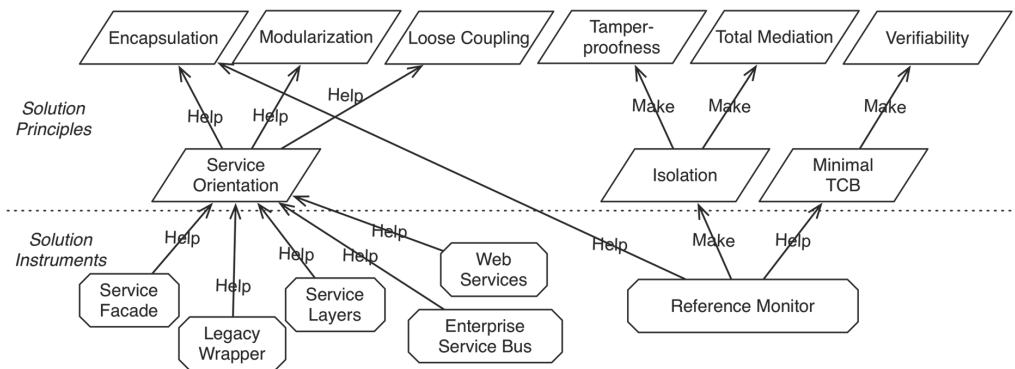 Encapsulation
Modularization
Loose Coupling
Tamper-
proofness
Total Mediation
Verifiability
Solution
Principles
Help
Help
Help
Make
Make
Make
Service
Orientation
Isolation
Minimal
TCB
Solution
Instruments
Help
Help
Help
Help
Help
Help
Make
Help
Service
Facade
Legacy
Wrapper
Service
Layers
Enterprise
Service Bus
Web
Services
Reference Monitor